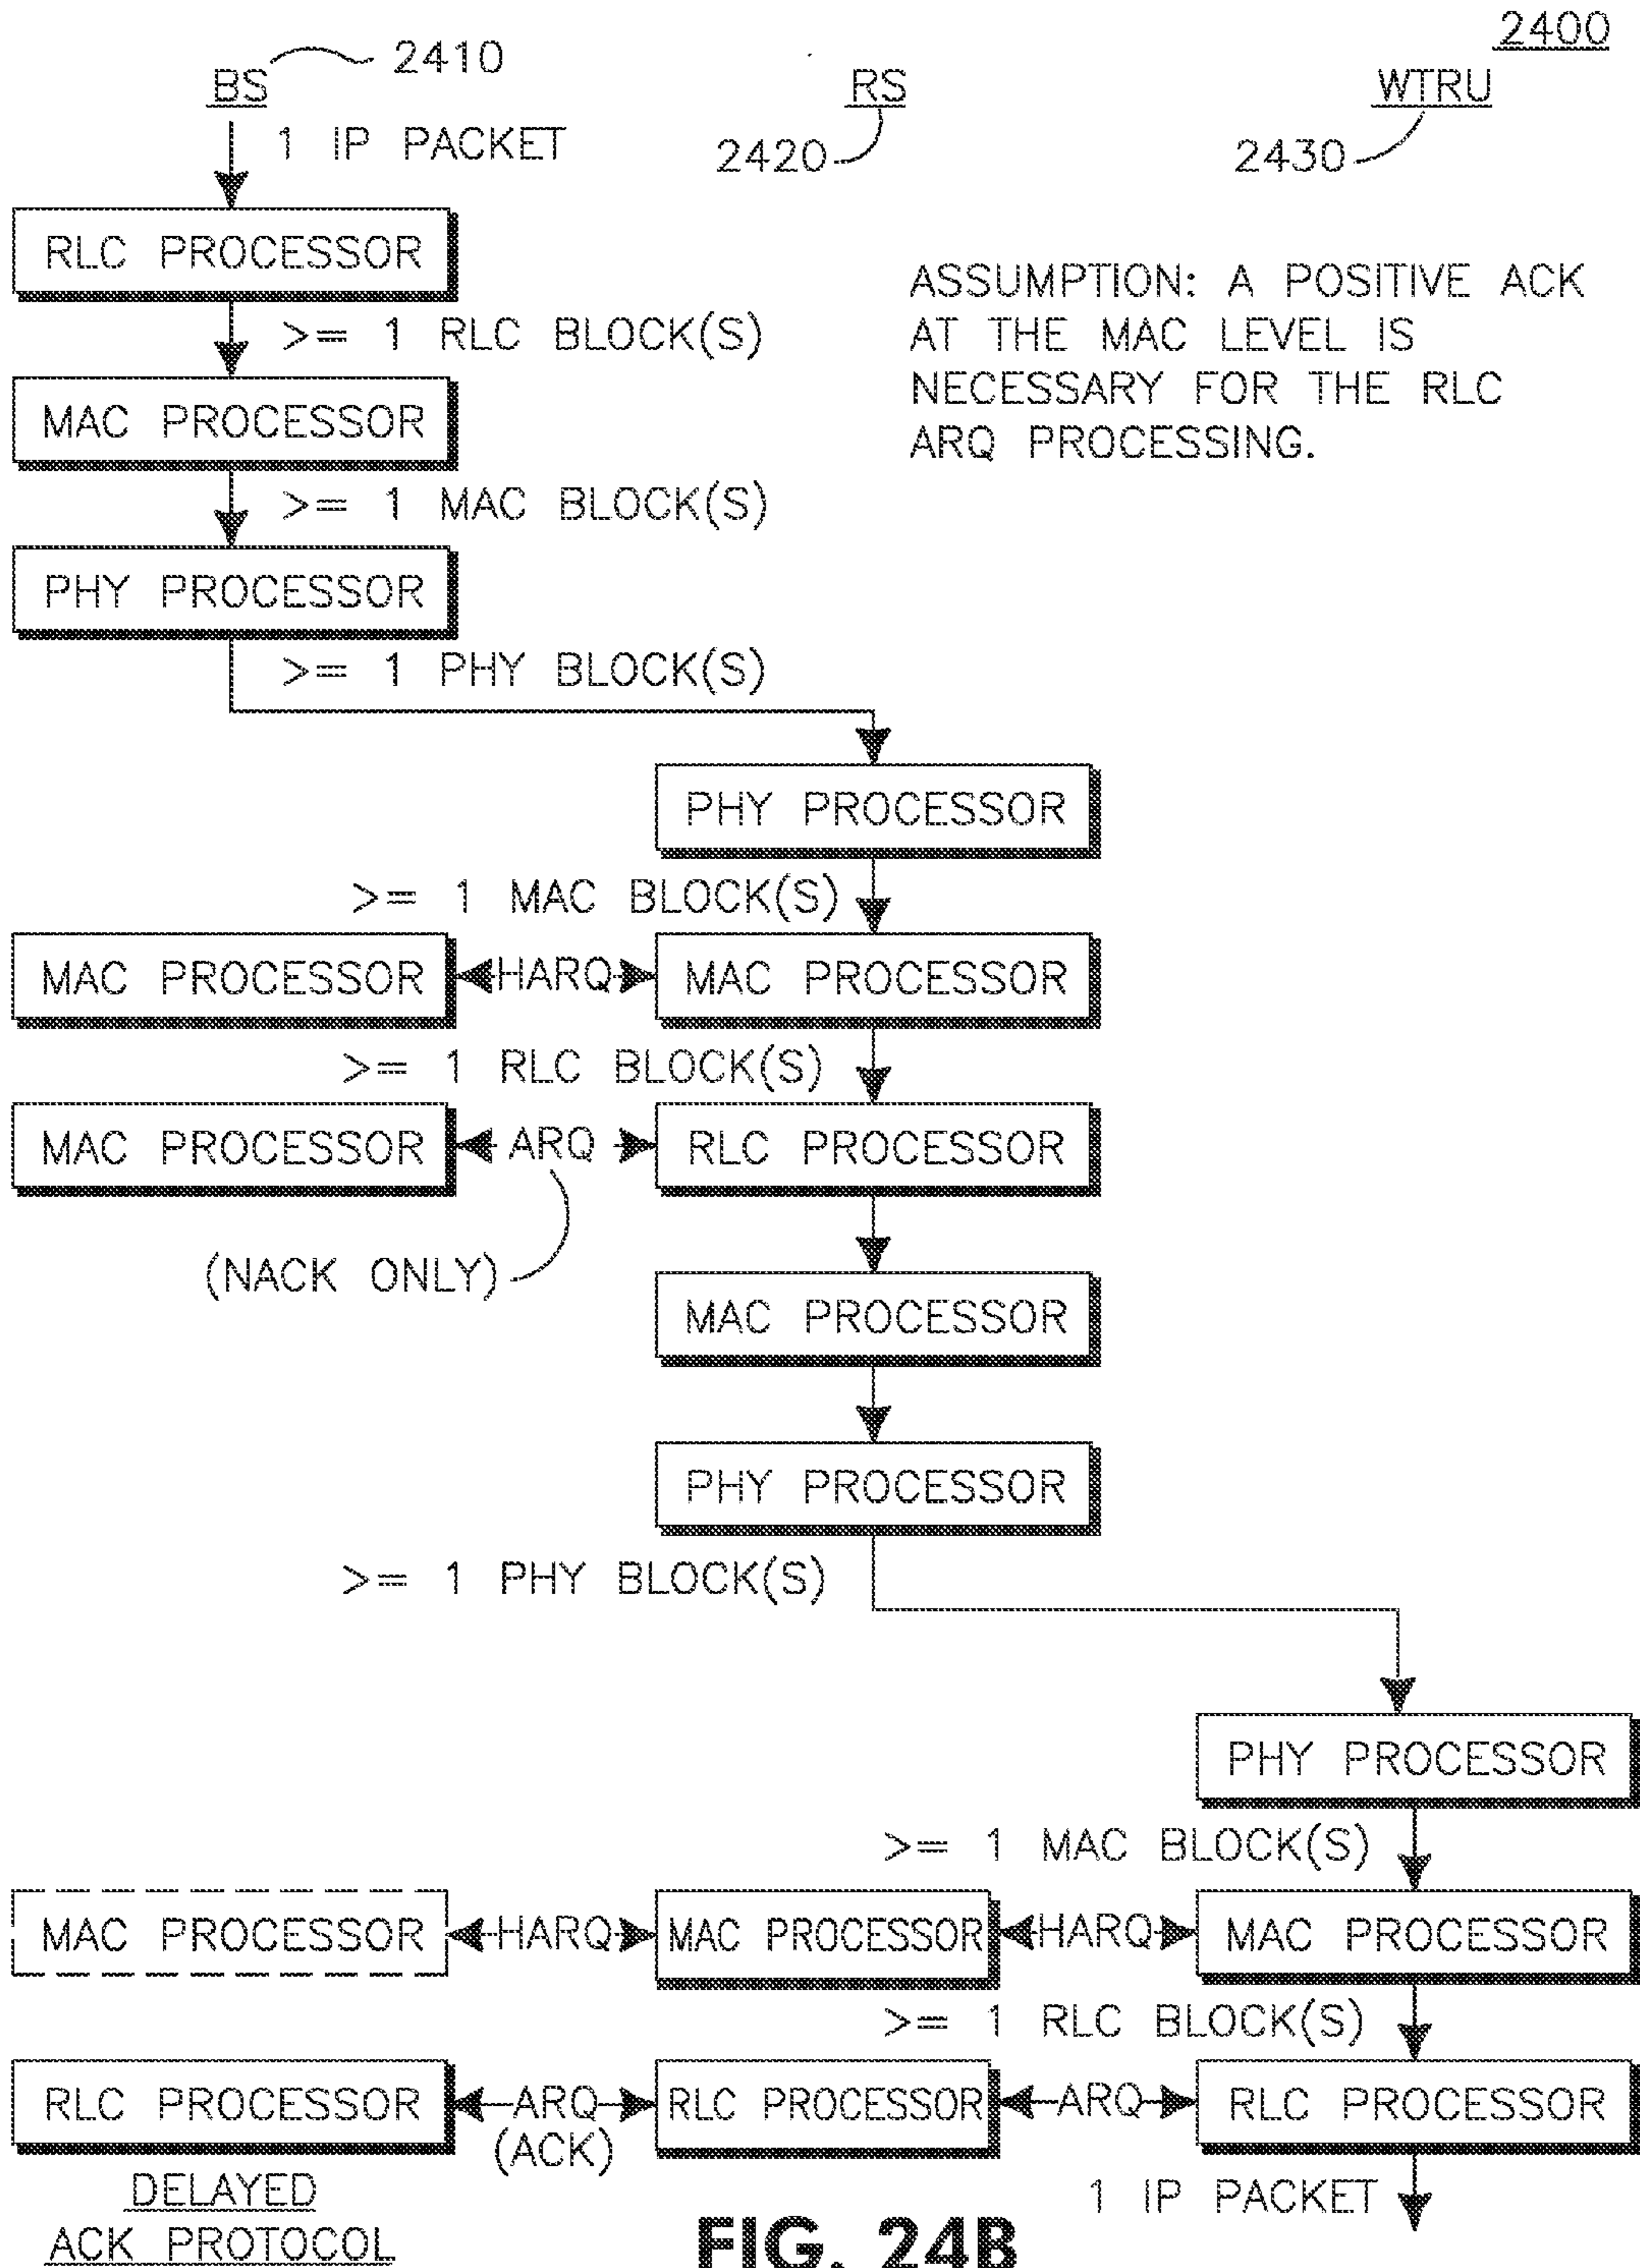 2400
BS 2410
RS
WTRU
1 IP PACKET
2420
2430
RLC PROCESSOR
ASSUMPTION: A POSITIVE ACK
AT THE MAC LEVEL IS
NECESSARY FOR THE RLC
ARQ PROCESSING.
>= 1 RLC BLOCK(S)
MAC PROCESSOR
>= 1 MAC BLOCK(S)
PHY PROCESSOR
>= 1 PHY BLOCK(S)
PHY PROCESSOR
>= 1 MAC BLOCK(S)
MAC PROCESSOR HARQ MAC PROCESSOR
>= 1 RLC BLOCK(S)
MAC PROCESSOR ARQ RLC PROCESSOR
(NACK ONLY)
MAC PROCESSOR
PHY PROCESSOR
>= 1 PHY BLOCK(S)
PHY PROCESSOR
>= 1 MAC BLOCK(S)
MAC PROCESSOR HARQ MAC PROCESSOR HARQ MAC PROCESSOR
>= 1 RLC BLOCK(S)
RLC PROCESSOR ARQ RLC PROCESSOR ARQ RLC PROCESSOR
(ACK)
DELAYED
ACK PROTOCOL
1 IP PACKET
FIG. 24B